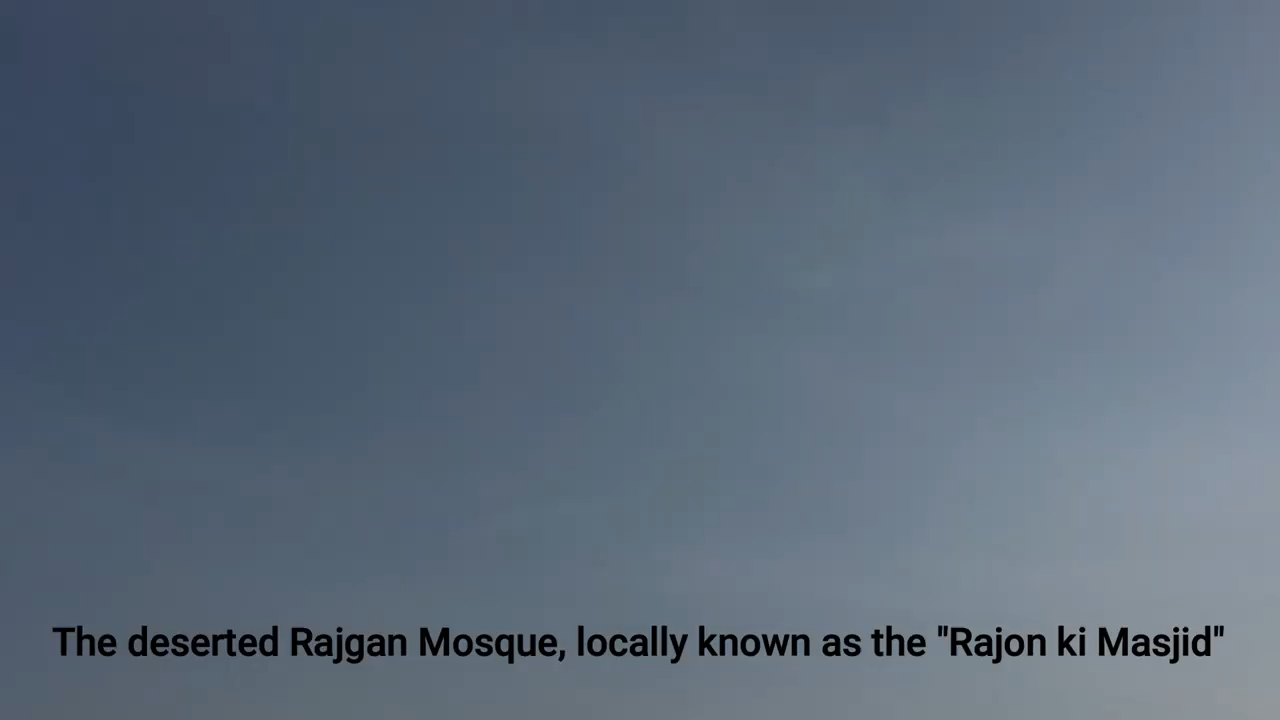 The deserted Rajgan Mosque, locally known as the "Rajon ki Masjid"